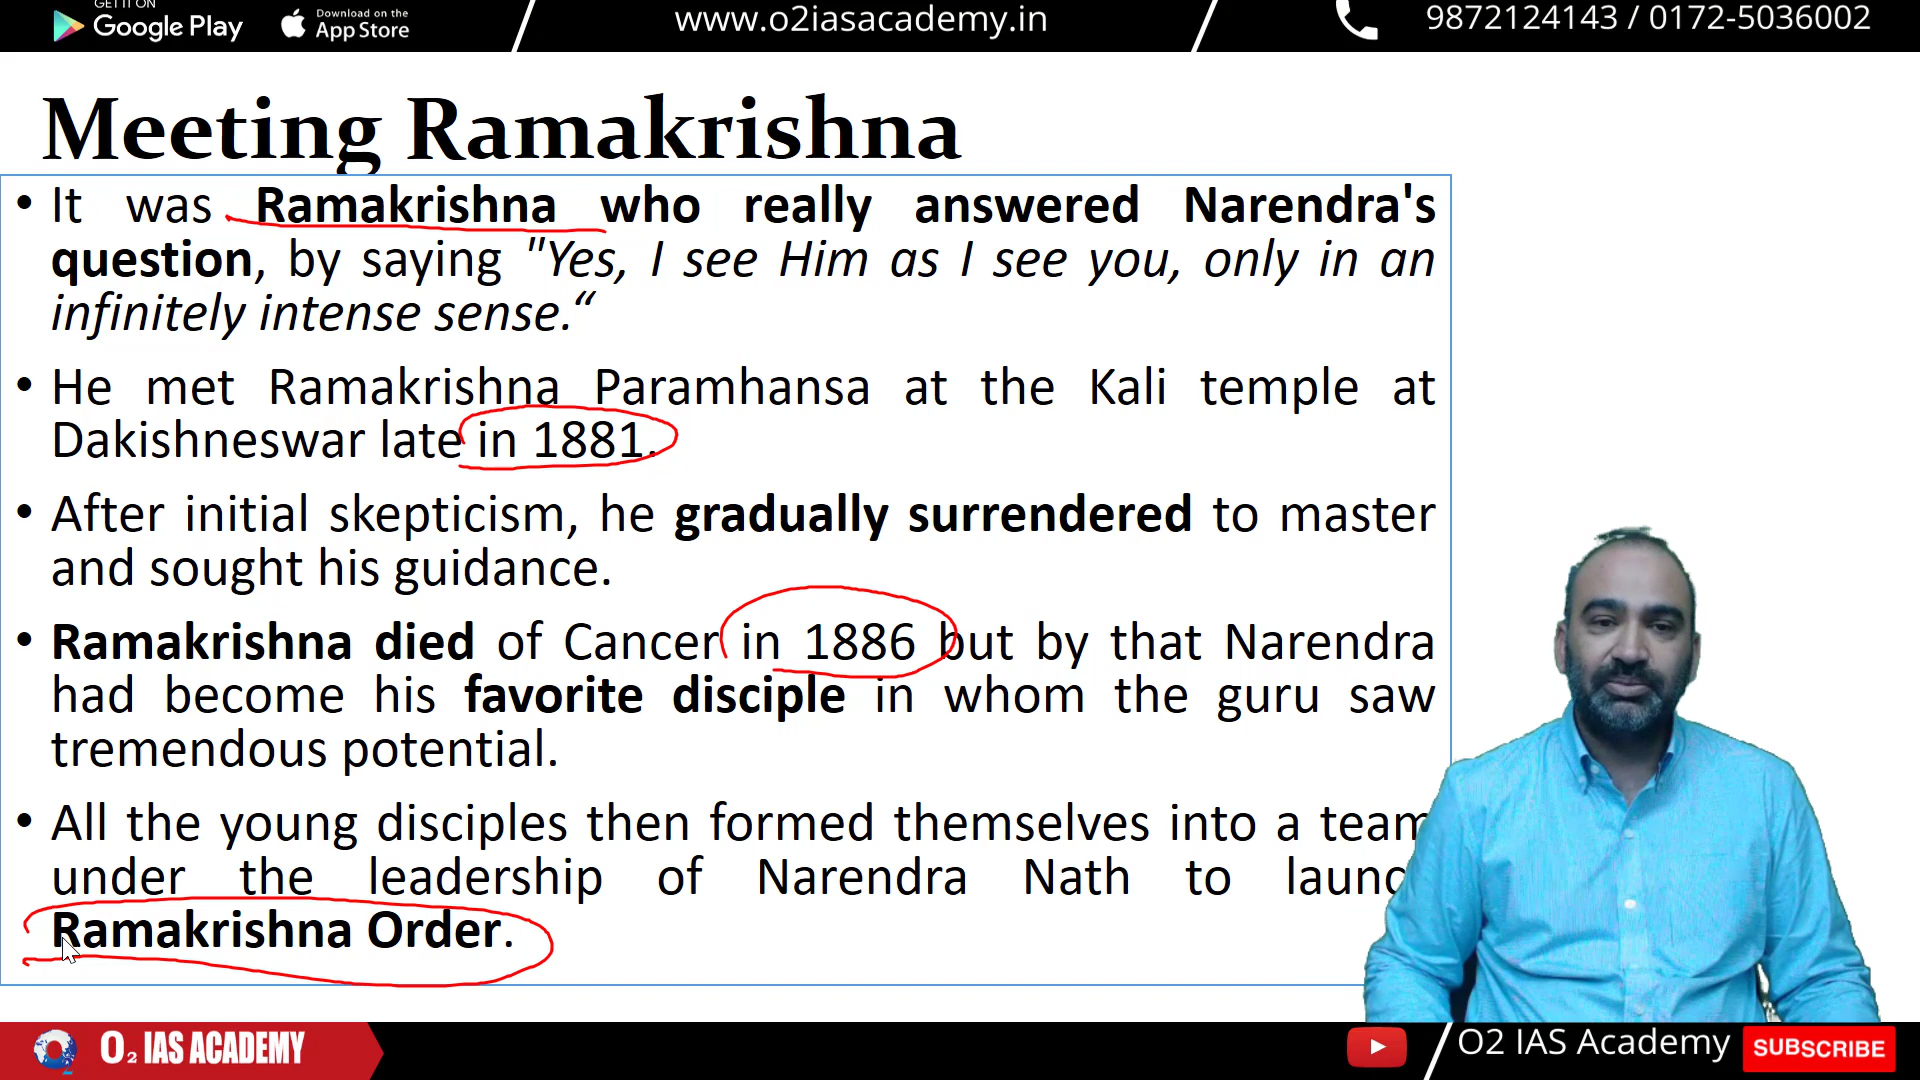 GET IT ON
Google Play
Download on the
App Store
www.o2iasacademy.in
9872124143 / 0172-5036002
Meeting Ramakrishna
• It was Ramakrishna who really answered Narendra's
question, by saying "Yes, I see Him as I see you, only in an
infinitely intense sense.“
• He met Ramakrishna Paramhansa at the Kali temple at
Dakishneswar late in 1881.
• After initial skepticism, he gradually surrendered to master
and sought his guidance.
• Ramakrishna died of Cancer in 1886 but by that Narendra
had become his favorite disciple in whom the guru saw
tremendous potential.
• All the young disciples then formed themselves into a team
under the leadership of Narendra Nath to launch
Ramakrishna Order.
O2 IAS ACADEMY
O2 IAS Academy
SUBSCRIBE